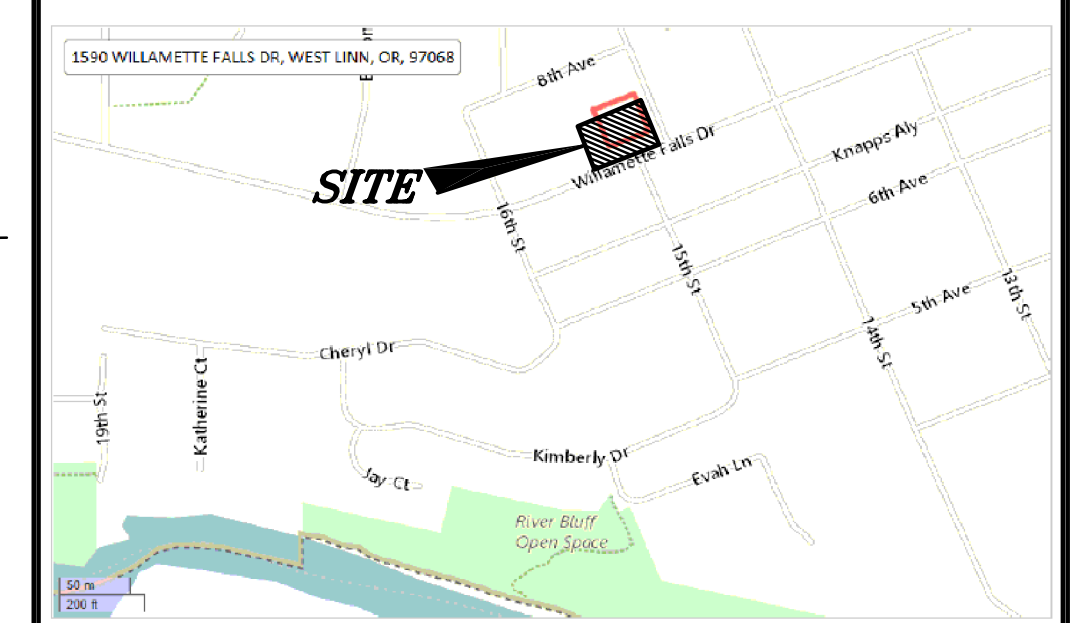 1590 WILLAMETTE FALLS DR, WEST LINN, OR, 97068
8th Ave
Willamette Falls Dr
Knapps Aly
6th Ave
SITE
16th St
15th St
13th St
5th Ave
14th St
Cheryl Dr
Katherine Ct
19th St
Kimberly Dr
Jay Ct
Evah Ln
River Bluff
Open Space
50 m
200 ft